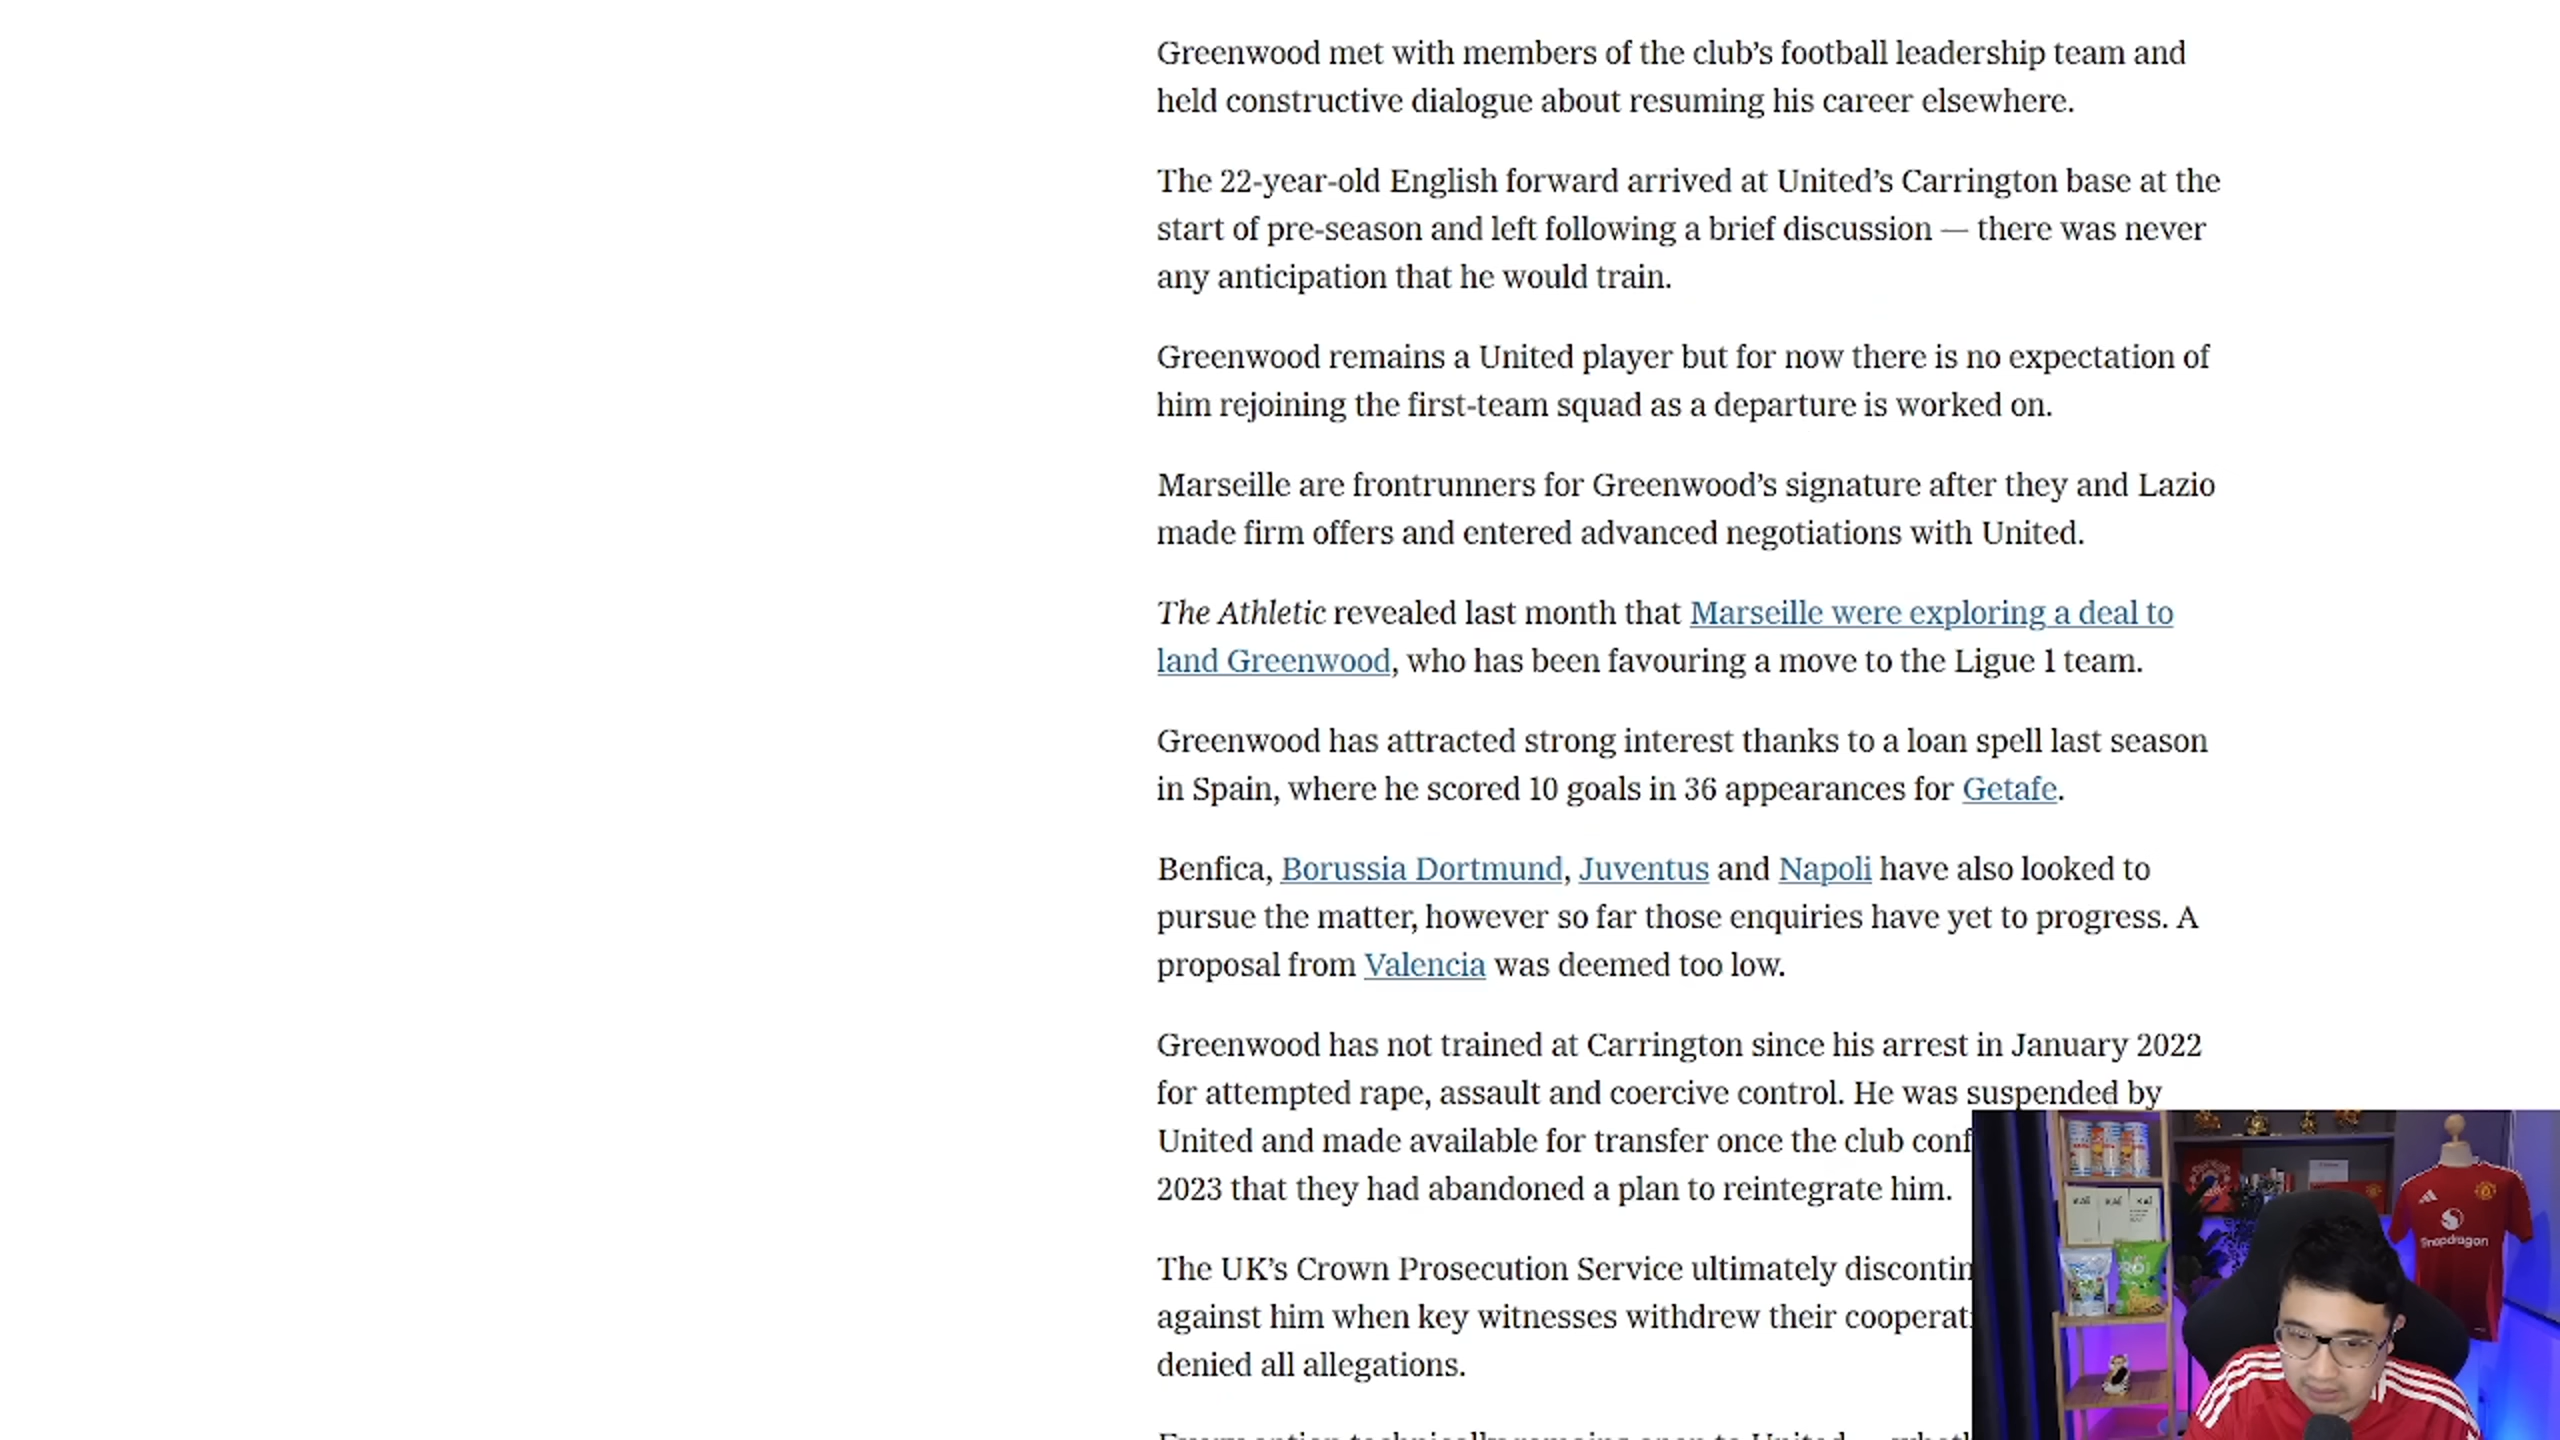 Greenwood met with members of the club’s football leadership team and
held constructive dialogue about resuming his career elsewhere.
The 22-year-old English forward arrived at United’s Carrington base at the
start of pre-season and left following a brief discussion — there was never
any anticipation that he would train.
Greenwood remains a United player but for now there is no expectation of
him rejoining the first-team squad as a departure is worked on.
Marseille are frontrunners for Greenwood’s signature after they and Lazio
made firm offers and entered advanced negotiations with United.
The Athletic revealed last month that Marseille were exploring a deal to
land Greenwood, who has been favouring a move to the Ligue 1 team.
Greenwood has attracted strong interest thanks to a loan spell last season
in Spain, where he scored 10 goals in 36 appearances for Getafe.
Benfica, Borussia Dortmund, Juventus and Napoli have also looked to
pursue the matter, however so far those enquiries have yet to progress. A
proposal from Valencia was deemed too low.
Greenwood has not trained at Carrington since his arrest in January 2022
for attempted rape, assault and coercive control. He was suspended by
United and made available for transfer once the club conf
2023 that they had abandoned a plan to reintegrate him.
The UK’s Crown Prosecution Service ultimately discontin
against him when key witnesses withdrew their cooperat
denied all allegations.
KAI KAI KAI
Snapdragon